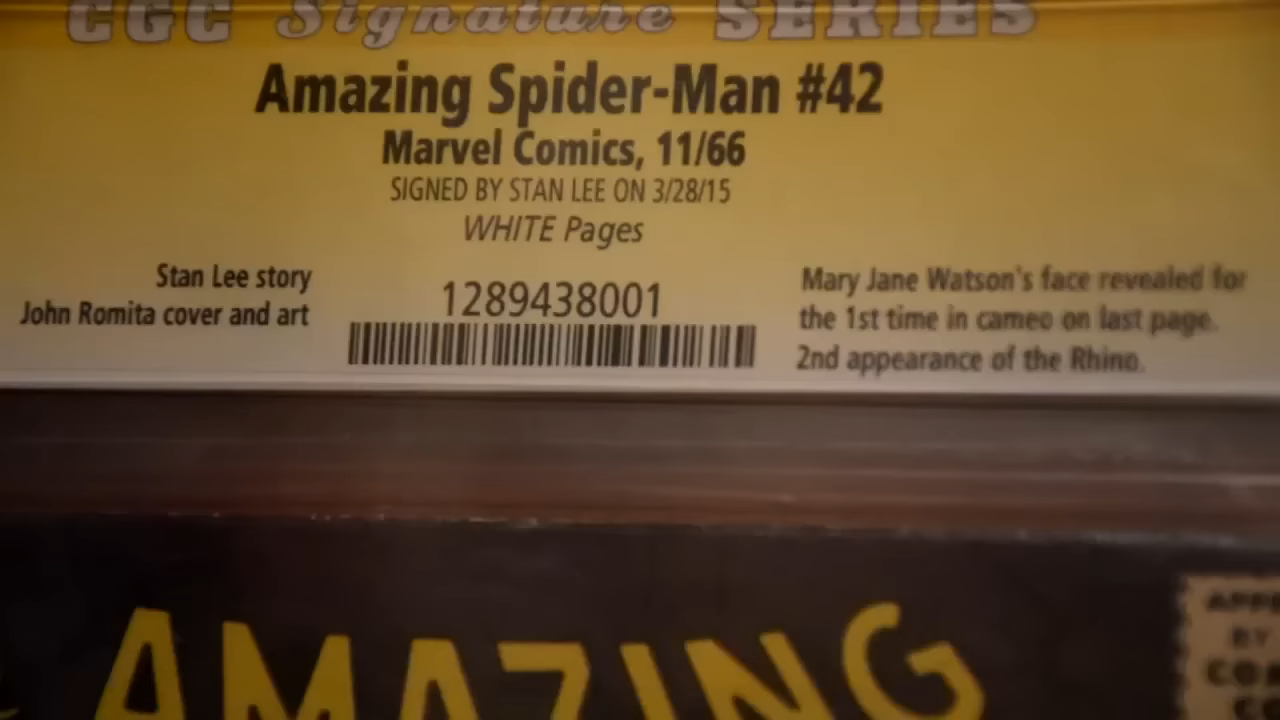 CGC Signature SERIES
Amazing Spider-Man #42
Marvel Comics, 11/66
SIGNED BY STAN LEE ON 3/28/15
WHITE Pages
Stan Lee story
John Romita cover and art
1289438001
Mary Jane Watson's face revealed for
the 1st time in cameo on last page.
2nd appearance of the Rhino.
AMAZING
BY